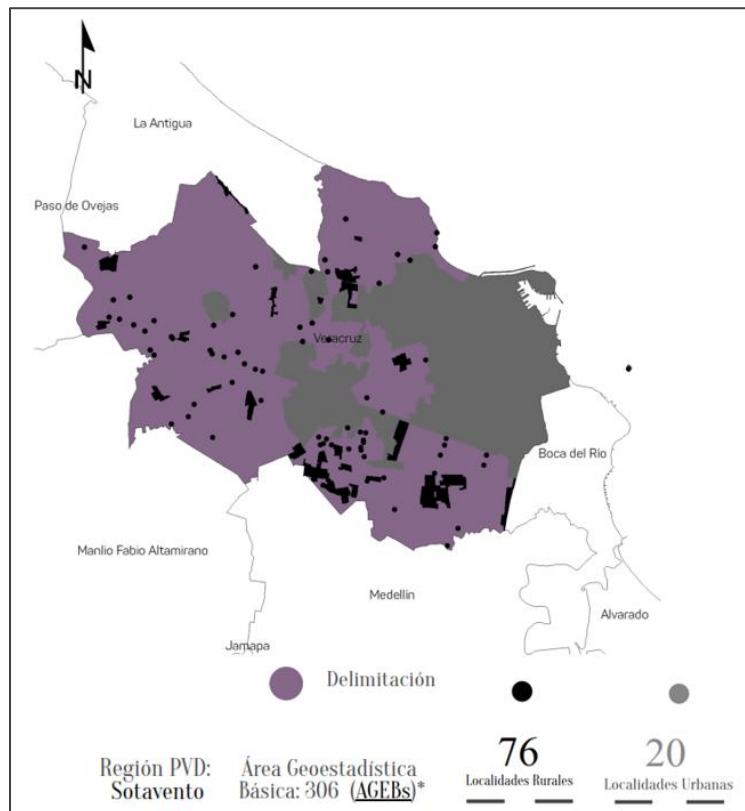 N
La Antigua
Paso de Ovejas
Veracruz
Boca del Río
Manlio Fabio Altamirano
Medellín
Alvarado
Jamapa
Delimitación
Región PVD:
Sotavento
Área Geoestadística
Básica: 306 (AGEBs)*
76
Localidades Rurales
20
Localidades Urbanas